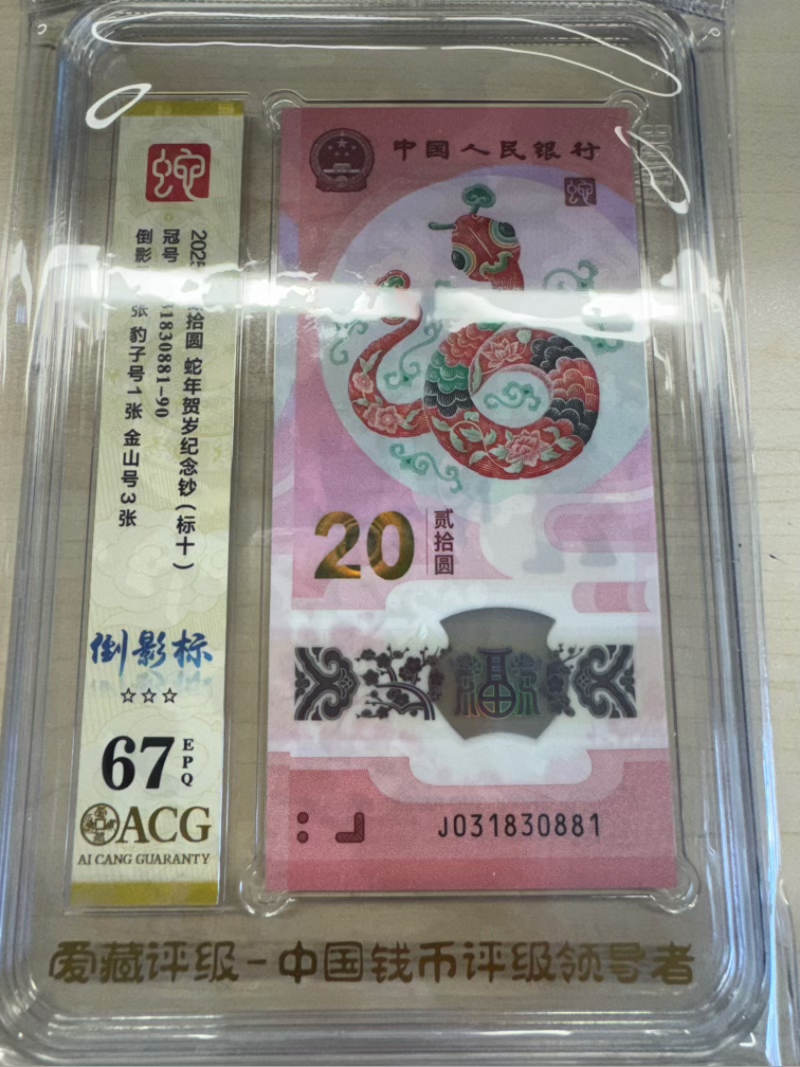 蛇
2025
拾圆 蛇年贺岁纪念钞(标十)
冠号
1830881-90
倒影
张 豹子号1张 金山号3张
倒影标
☆☆☆
67 EPQ
ACG
AI CANG GUARANTY
中国人民银行
蛇
20 贰拾圆
福
J031830881
爱藏评级-中国钱币评级领导者